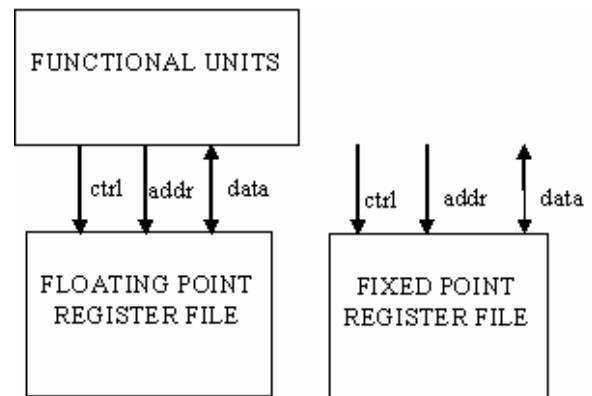 FUNCTIONAL UNITS
ctrl addr data
ctrl addr data
FLOATING POINT
REGISTER FILE
FIXED POINT
REGISTER FILE